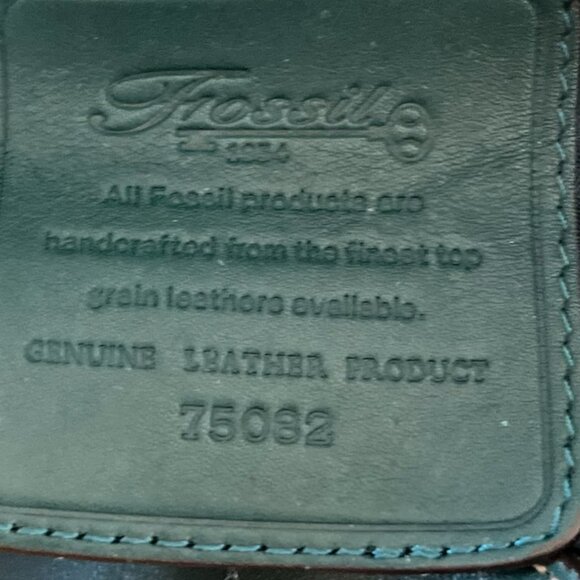 Fossil
1954
All Fossil products are
handcrafted from the finest top
grain leathers available.
GENUINE LEATHER PRODUCT
75082